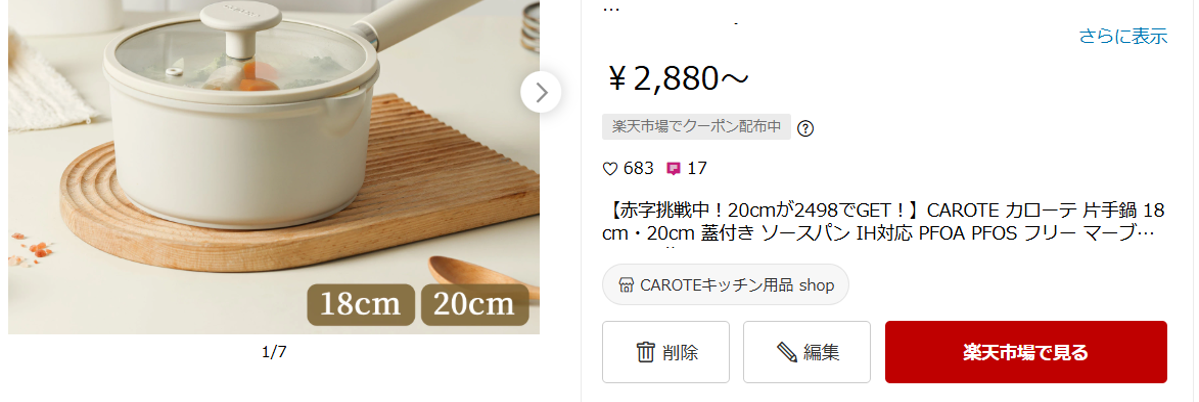 …
さらに表示
¥2,880～
楽天市場でクーポン配布中 ?
683 17
【赤字挑戦中！20cmが2498でGET！】CAROTE カローテ 片手鍋 18
cm・20cm 蓋付き ソースパン IH対応 PFOA PFOS フリー マーブ…
CAROTEキッチン用品 shop
18cm 20cm
1/7
削除 編集 楽天市場で見る